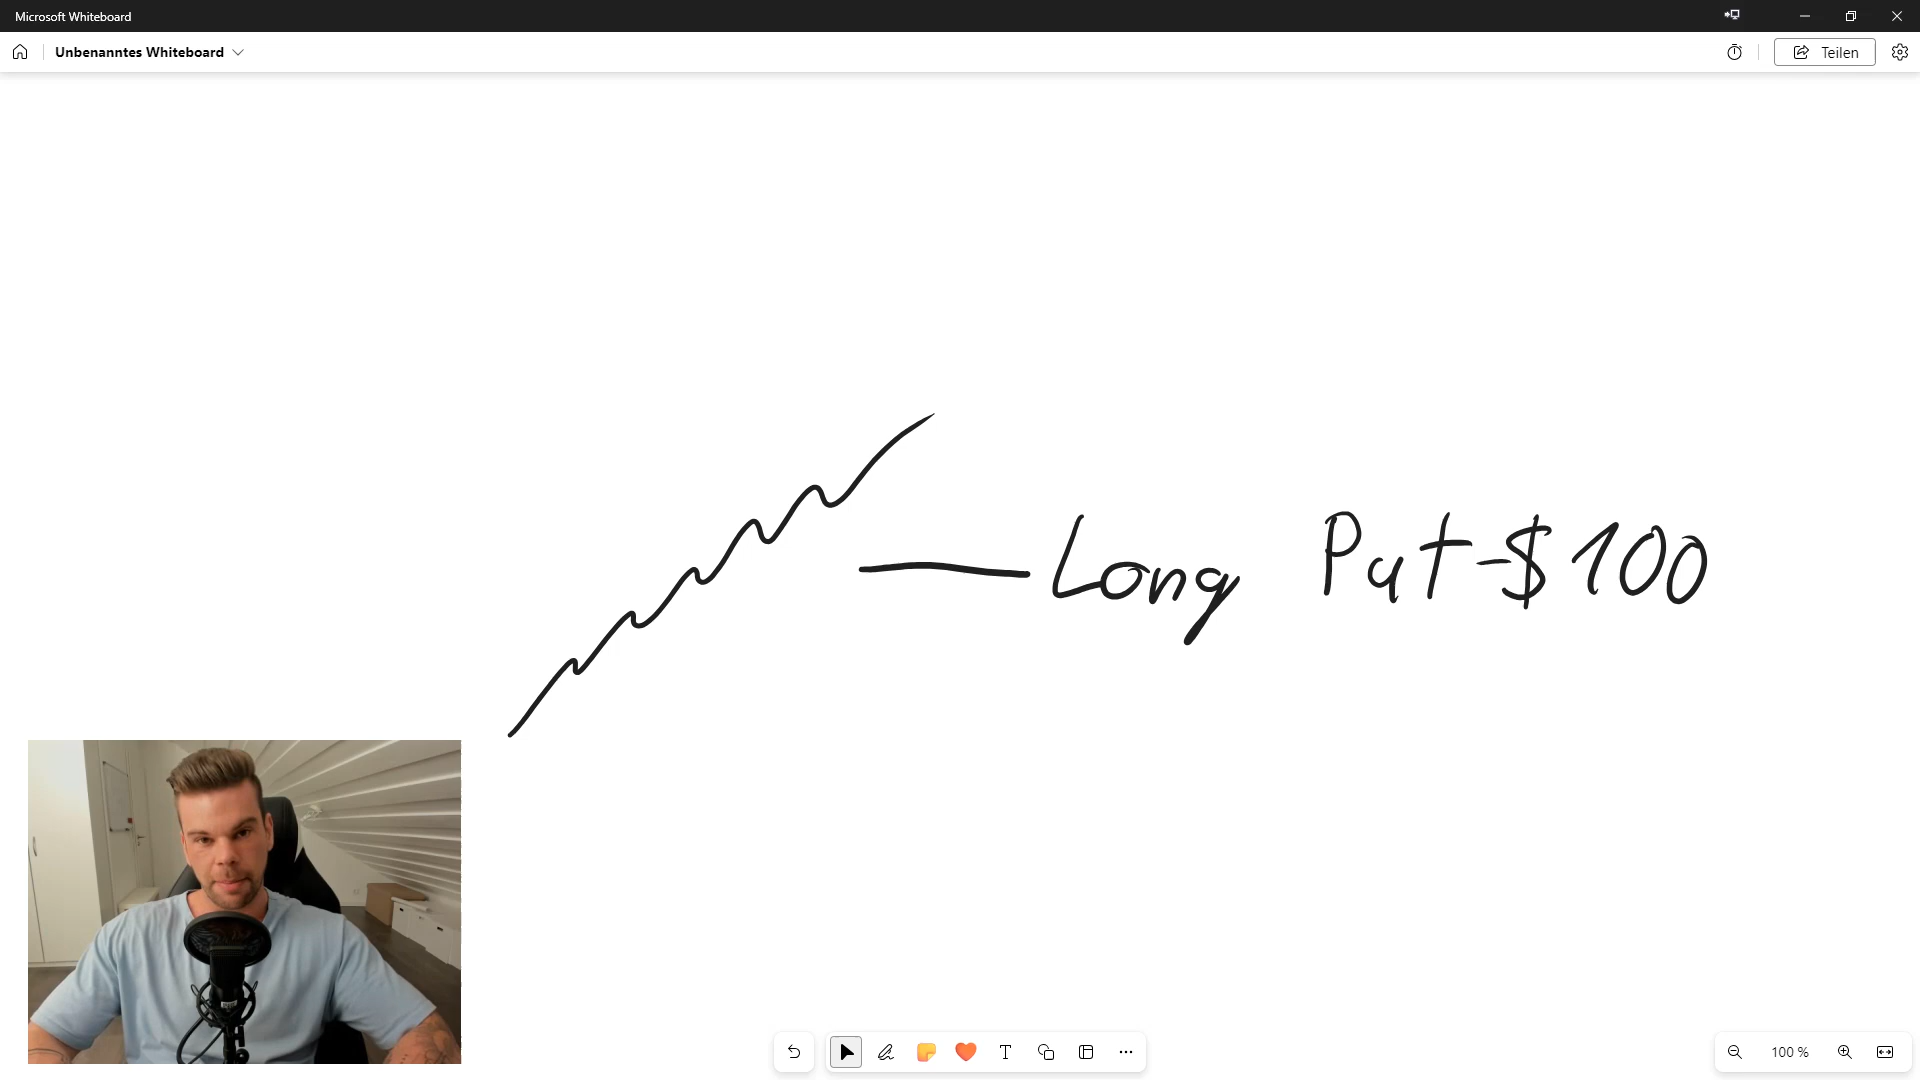 Microsoft Whiteboard
Unbenanntes Whiteboard
Teilen
Long Put -$100
100 %